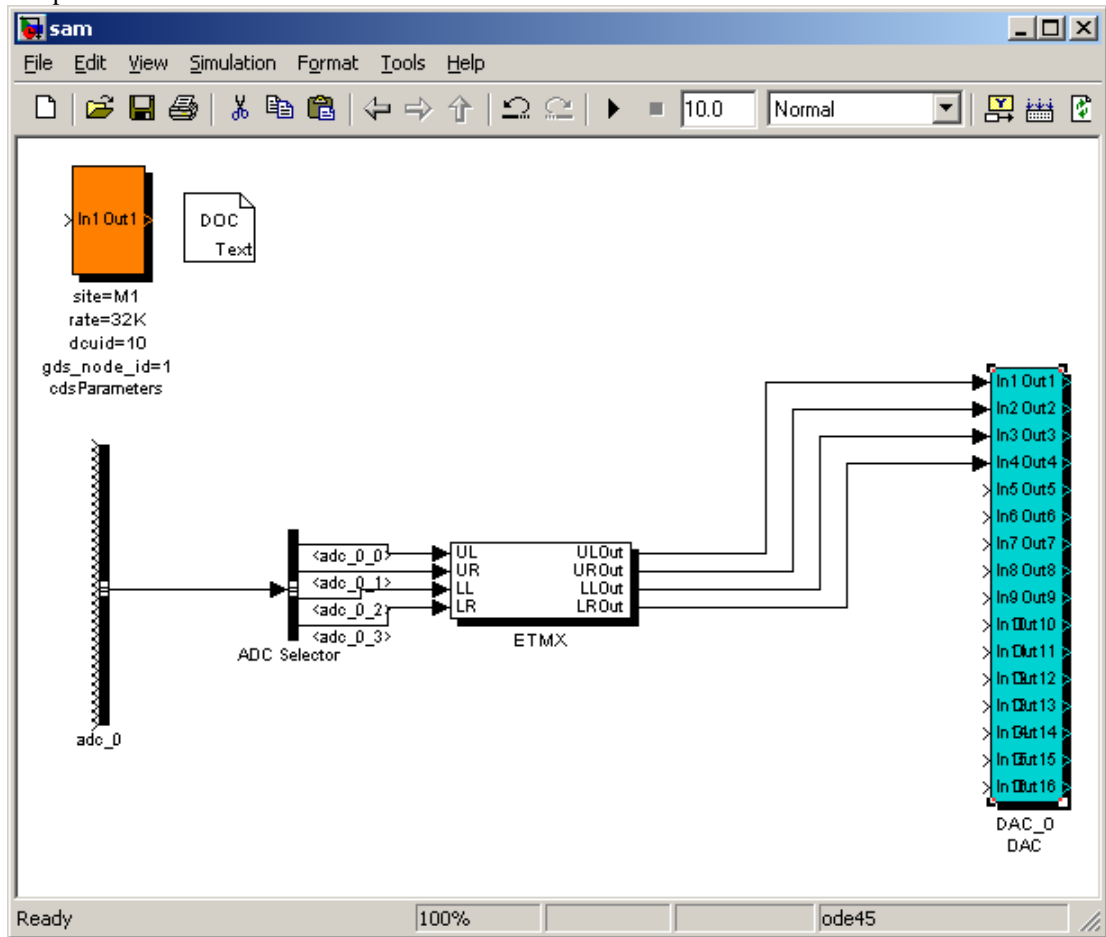 sam
File Edit View Simulation Format Tools Help
10.0 Normal
In1 Out1
DOC
Text
site=M1
rate=32K
dcuid=10
gds_node_id=1
cdsParameters
adc_0
<adc_0_0>
<adc_0_1>
<adc_0_2>
<adc_0_3>
ADC Selector
UL ULOut
UR UROut
LL LLOut
LR LROut
ETMX
In1 Out1
In2 Out2
In3 Out3
In4 Out4
In5 Out5
In6 Out6
In7 Out7
In8 Out8
In9 Out9
DAC_0
DAC
Ready 100% ode45